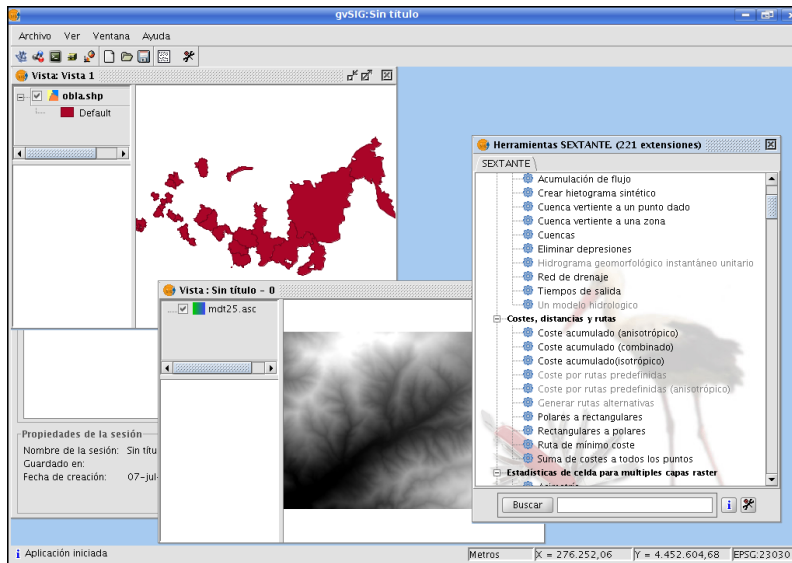 gvSIG:Sin título
Archivo Ver Ventana Ayuda
Vista: Vista 1
obla.shp
Default
Vista : Sin título - 0
mdt25.asc
Propiedades de la sesión
Nombre de la sesión: Sin títu
Guardado en:
Fecha de creación: 07-jul-
Herramientas SEXTANTE. (221 extensiones)
SEXTANTE
Acumulación de flujo
Crear hietograma sintético
Cuenca vertiente a un punto dado
Cuenca vertiente a una zona
Cuencas
Eliminar depresiones
Hidrograma geomorfológico instantáneo unitario
Red de drenaje
Tiempos de salida
Un modelo hidrologico
Costes, distancias y rutas
Coste acumulado (anisotrópico)
Coste acumulado (combinado)
Coste acumulado(isotrópico)
Coste por rutas predefinidas
Coste por rutas predefinidas (anisotrópico)
Generar rutas alternativas
Polares a rectangulares
Rectangulares a polares
Ruta de mínimo coste
Suma de costes a todos los puntos
Estadísticas de celda para multiples capas raster
Buscar
Aplicación iniciada
Metros X = 276.252,06 Y = 4.452.604,68 EPSG:23030